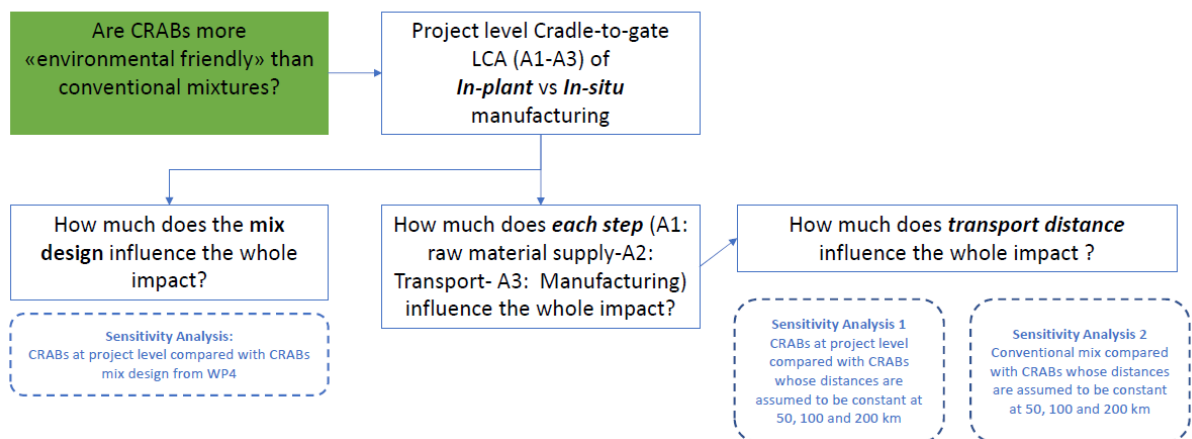 Are CRABs more
«environmental friendly» than
conventional mixtures?
Project level Cradle-to-gate
LCA (A1-A3) of
In-plant vs In-situ
manufacturing
How much does the mix
design influence the whole
impact?
How much does each step (A1:
raw material supply-A2:
Transport- A3:  Manufacturing)
influence the whole impact?
How much does transport distance
influence the whole impact ?
Sensitivity Analysis:
CRABs at project level compared with CRABs
mix design from WP4
Sensitivity Analysis 1
CRABs at project level
compared with CRABs
whose distances are
assumed to be constant at
50, 100 and 200 km
Sensitivity Analysis 2
Conventional mix compared
with CRABs whose distances
are assumed to be constant
at 50, 100 and 200 km